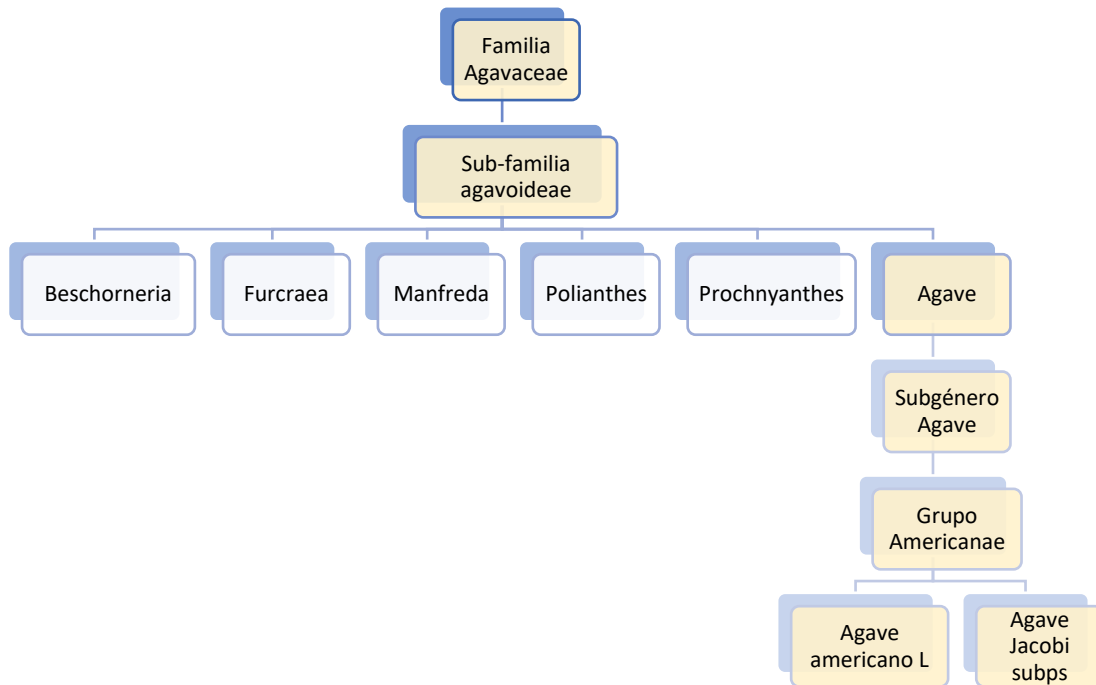 Familia
Agavaceae
Sub-familia
agavoideae
Beschorneria
Furcraea
Manfreda
Polianthes
Prochnyanthes
Agave
Subgénero
Agave
Grupo
Americanae
Agave
americano L
Agave
Jacobi
subps